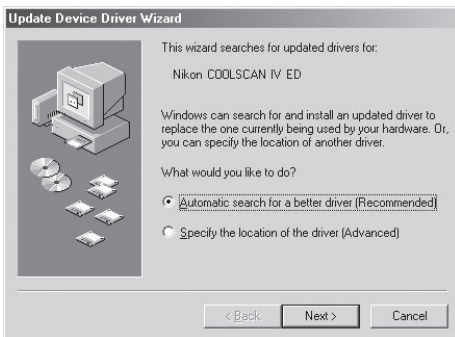 Update Device Driver Wizard
This wizard searches for updated drivers for:
Nikon COOLSCAN IV ED
Windows can search for and install an updated driver to
replace the one currently being used by your hardware. Or,
you can specify the location of another driver.
What would you like to do?
Automatic search for a better driver (Recommended)
Specify the location of the driver (Advanced)
< Back
Next >
Cancel